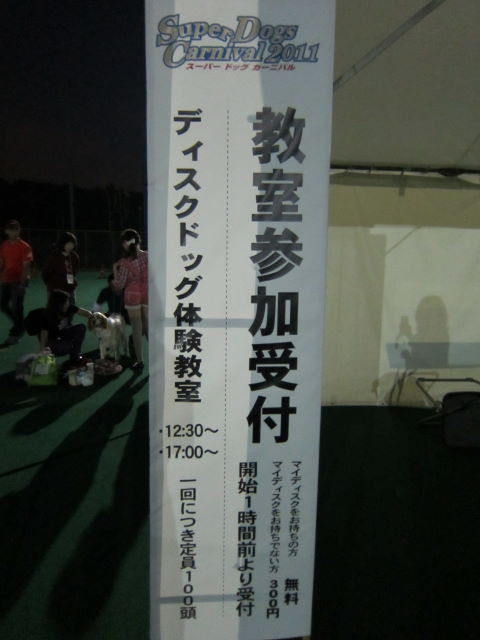 Super Dogs
Carnival 2011
スーパー ドッグ カーニバル
教室参加受付
マイディスクをお持ちの方 無料
マイディスクをお持ちでない方 300円
開始1時間前より受付
ディスクドッグ体験教室
・12:30～
・17:00～
一回につき定員100頭